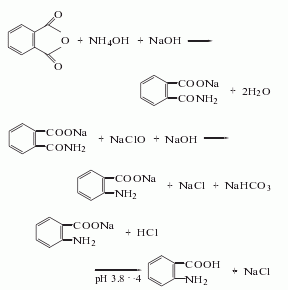 O
O + NH4OH + NaOH
O
COONa
CONH2 + 2H2O
COONa
CONH2 + NaClO + NaOH
COONa
NH2 + NaCl + NaHCO3
COONa
NH2 + HCl
pH 3.8--4
COOH
NH2 + NaCl